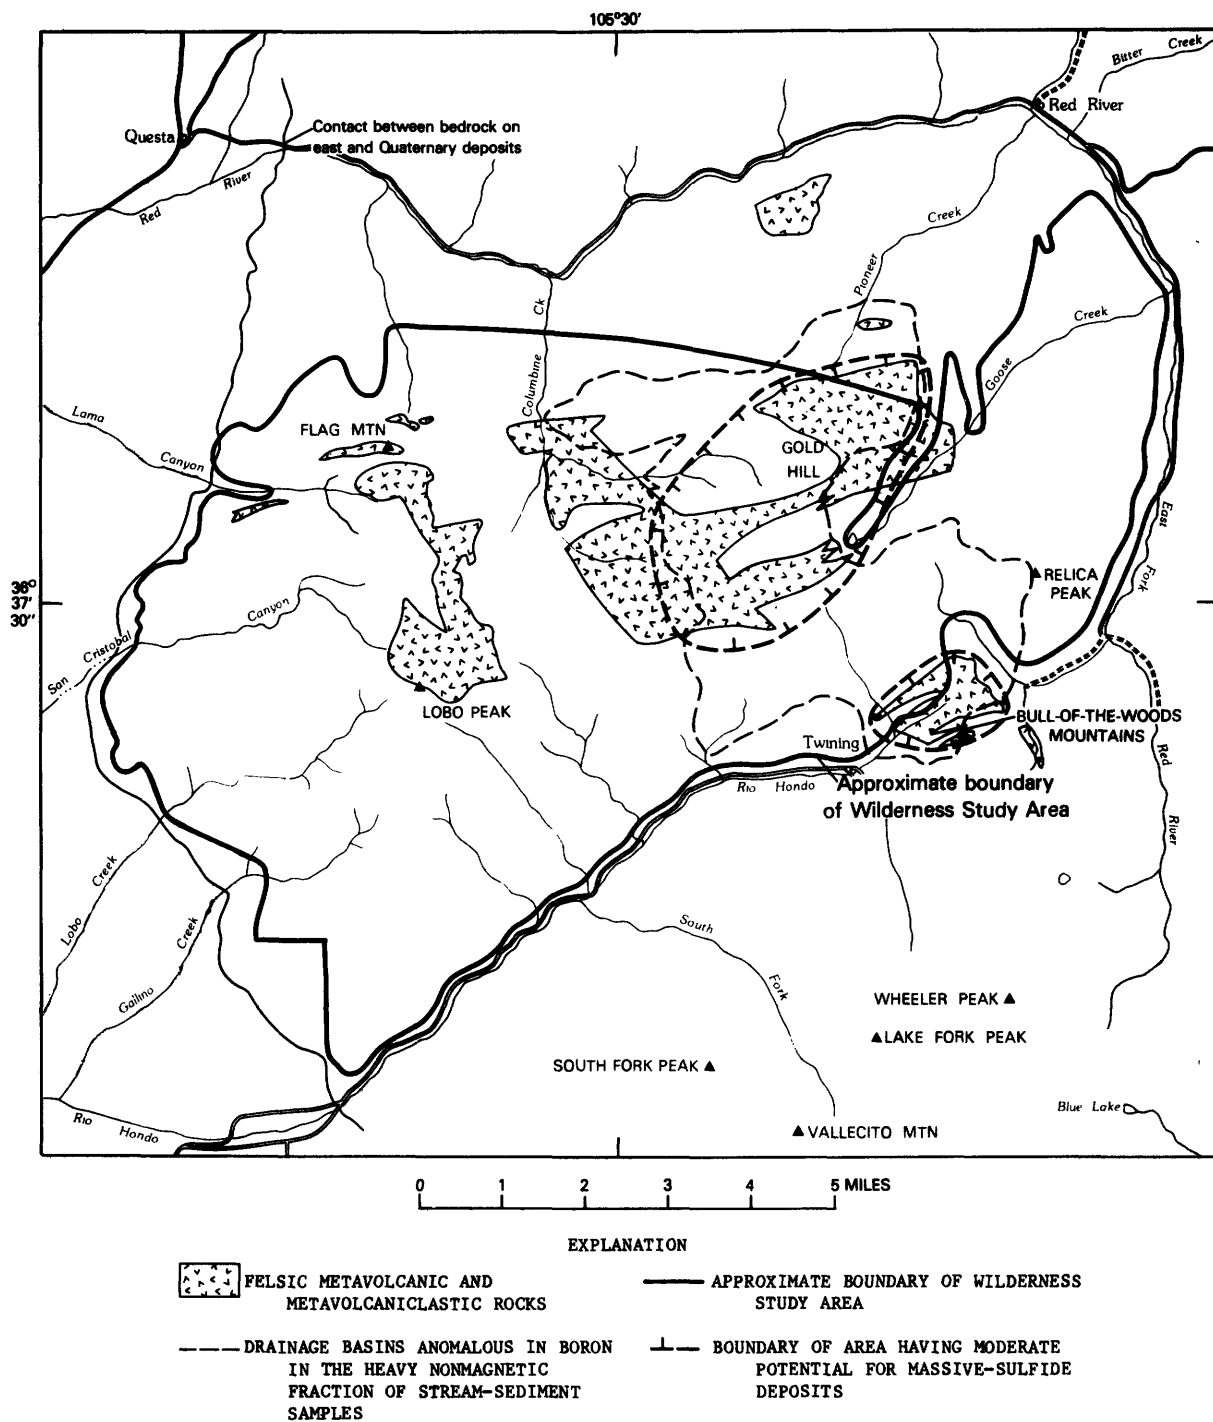 105°30'
Bitter Creek
Red River
Questa
Contact between bedrock on
east and Quaternary deposits
Red River
Creek
Pioneer
Ck
Columbine
Creek
Goose
Lama
Canyon
FLAG MTN
GOLD
HILL
East
Fork
36°
37'
30"
RELICA
PEAK
Canyon
San Cristobal
LOBO PEAK
BULL-OF-THE-WOODS
MOUNTAINS
Twining
Red
River
Rio Hondo
Approximate boundary
of Wilderness Study Area
Lobo Creek
Gallino Creek
South
Fork
WHEELER PEAK
LAKE FORK PEAK
SOUTH FORK PEAK
Blue Lake
Rio Hondo
VALLECITO MTN
0 1 2 3 4 5 MILES
EXPLANATION
FELSIC METAVOLCANIC AND
METAVOLCANICLASTIC ROCKS
APPROXIMATE BOUNDARY OF WILDERNESS
STUDY AREA
DRAINAGE BASINS ANOMALOUS IN BORON
IN THE HEAVY NONMAGNETIC
FRACTION OF STREAM-SEDIMENT
SAMPLES
BOUNDARY OF AREA HAVING MODERATE
POTENTIAL FOR MASSIVE-SULFIDE
DEPOSITS